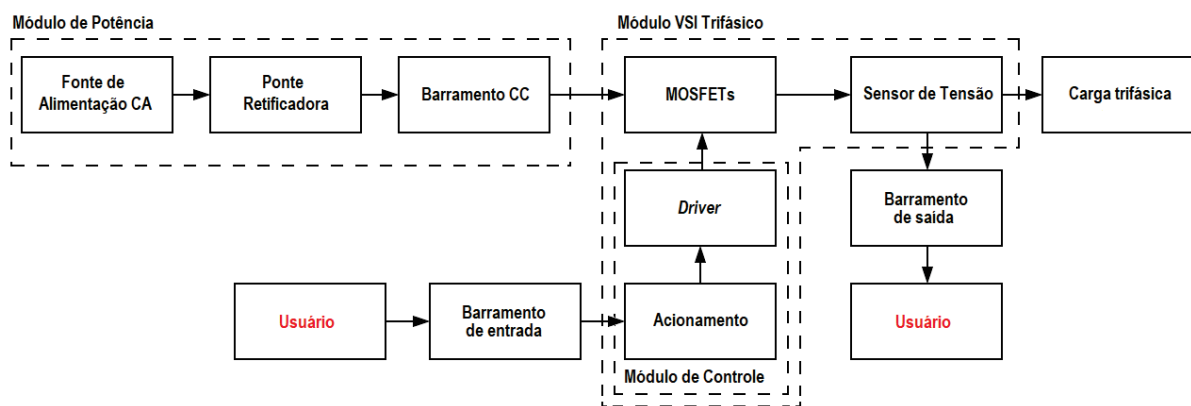 Módulo de Potência
Módulo VSI Trifásico
Fonte de
Alimentação CA
Ponte
Retificadora
Barramento CC
MOSFETs
Sensor de Tensão
Carga trifásica
Driver
Barramento
de saída
Usuário
Barramento
de entrada
Acionamento
Usuário
Módulo de Controle